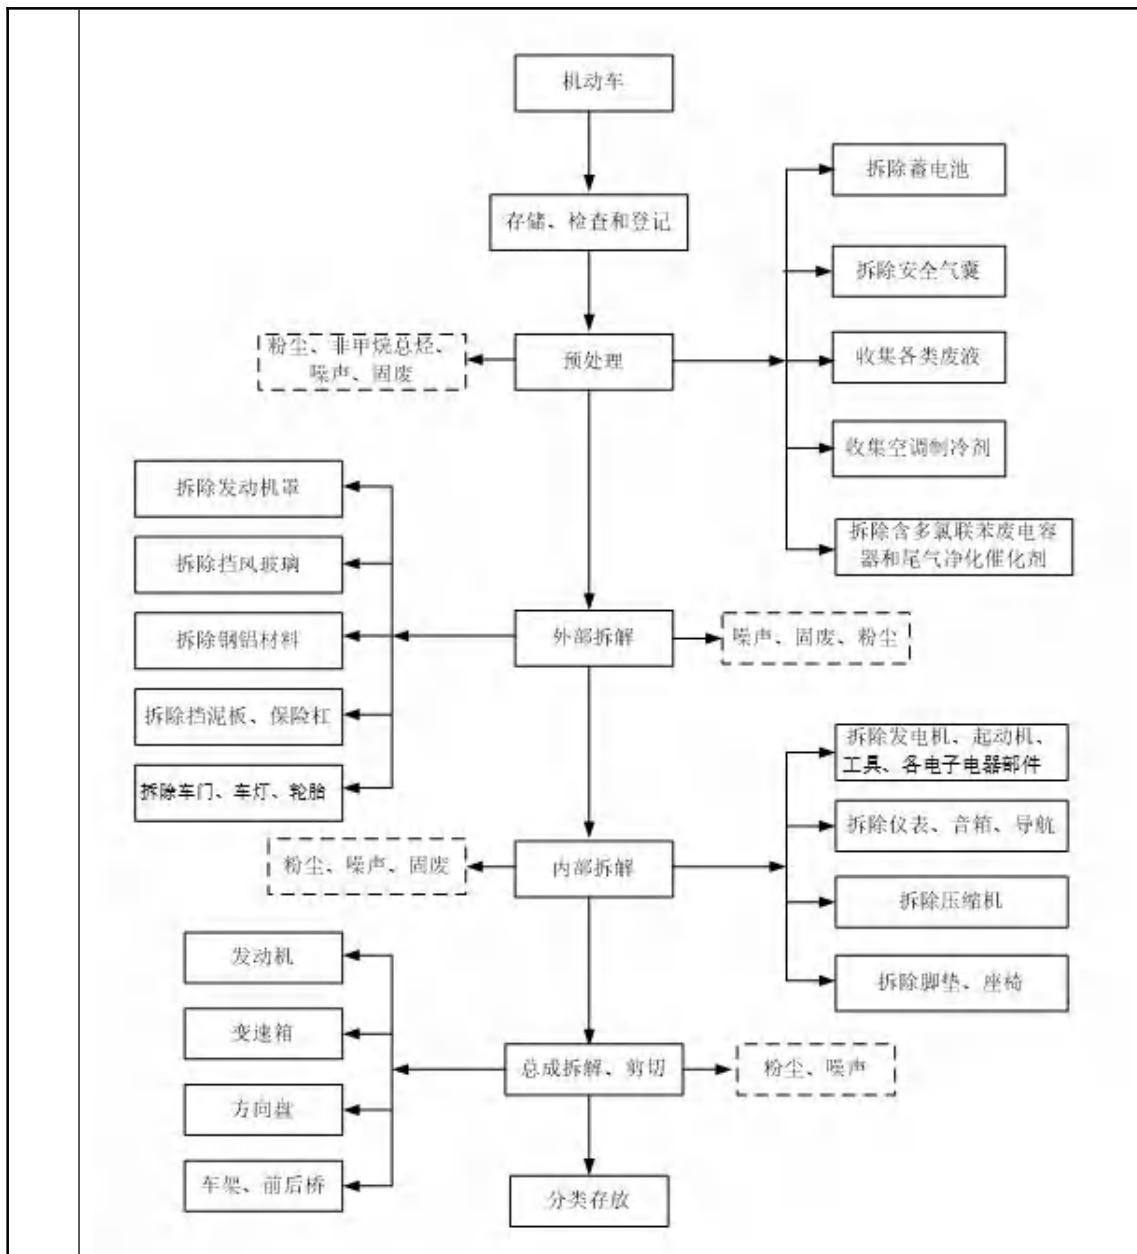 机动车
存储、检查和登记
拆除蓄电池
拆除安全气囊
粉尘、非甲烷总烃、
噪声、固废
预处理
收集各类废液
收集空调制冷剂
拆除含多氯联苯废电容
器和尾气净化催化剂
拆除发动机罩
拆除挡风玻璃
拆除钢铝材料
拆除挡泥板、保险杠
拆除车门、车灯、轮胎
外部拆解
噪声、固废、粉尘
拆除发电机、起动机、
工具、各电子电器部件
拆除仪表、音箱、导航
粉尘、噪声、固废
内部拆解
拆除压缩机
拆除脚垫、座椅
发动机
变速箱
方向盘
车架、前后桥
总成拆解、剪切
粉尘、噪声
分类存放